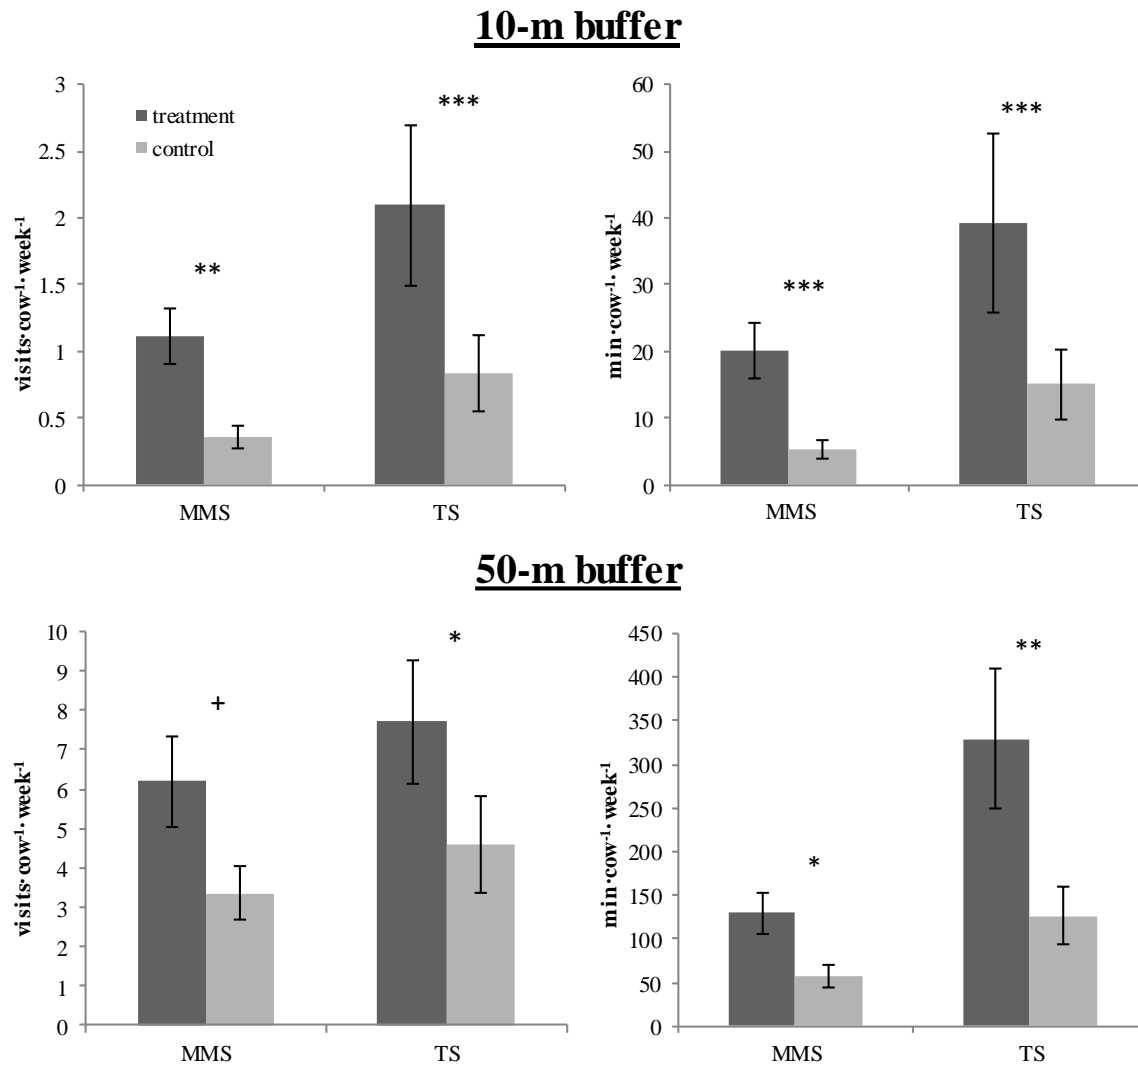 10-m buffer
3
2.5
2
1.5
1
0.5
0
visits·cow⁻¹·week⁻¹
treatment
control
**
***
MMS
TS
60
50
40
30
20
10
0
min·cow⁻¹·week⁻¹
***
***
MMS
TS
50-m buffer
10
9
8
7
6
5
4
3
2
1
0
visits·cow⁻¹·week⁻¹
+
*
MMS
TS
450
400
350
300
250
200
150
100
50
0
min·cow⁻¹·week⁻¹
*
**
MMS
TS